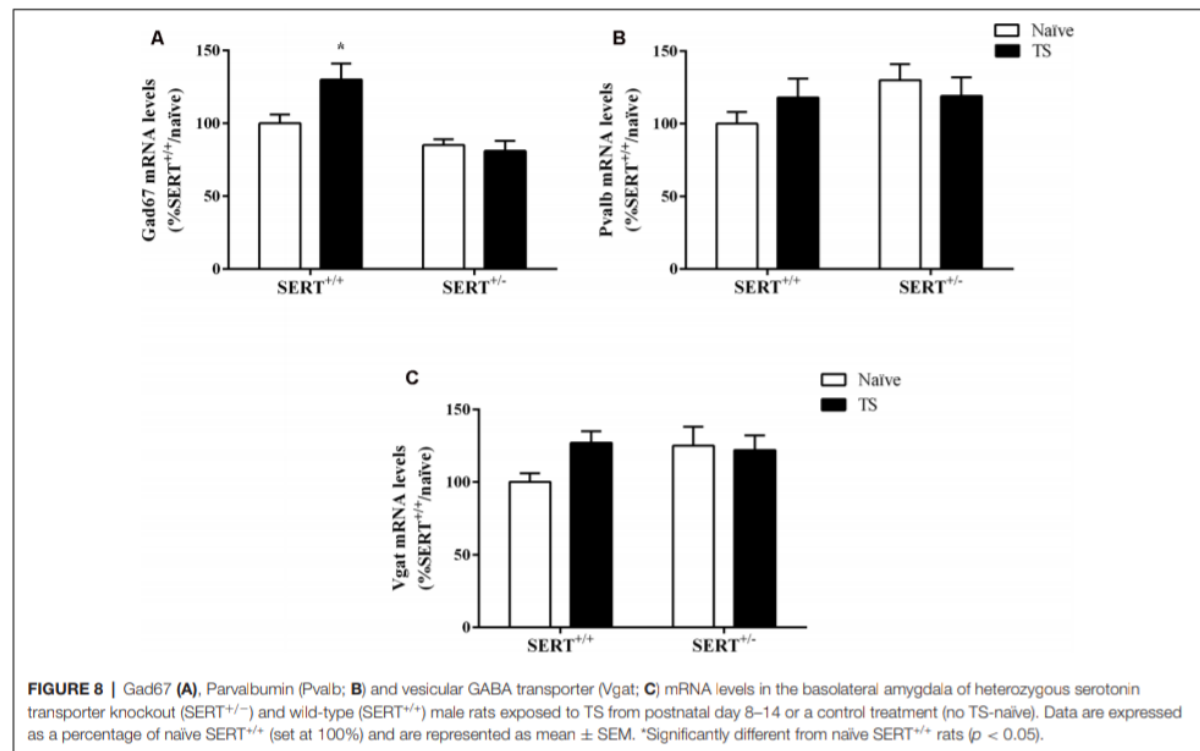 A
*
150
100
50
0
Gad67 mRNA levels
(%SERT+/+/naïve)
SERT+/+
SERT+/-
B
Naïve
TS
150
100
50
0
Pvalb mRNA levels
(%SERT+/+/naïve)
SERT+/+
SERT+/-
C
Naïve
TS
150
100
50
0
Vgat mRNA levels
(%SERT+/+/naïve)
SERT+/+
SERT+/-
FIGURE 8 | Gad67 (A), Parvalbumin (Pvalb; B) and vesicular GABA transporter (Vgat; C) mRNA levels in the basolateral amygdala of heterozygous serotonin
transporter knockout (SERT+/−) and wild-type (SERT+/+) male rats exposed to TS from postnatal day 8–14 or a control treatment (no TS-naïve). Data are expressed
as a percentage of naïve SERT+/+ (set at 100%) and are represented as mean ± SEM. *Significantly different from naïve SERT+/+ rats (p < 0.05).